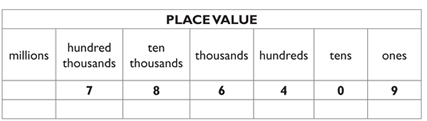 PLACE VALUE
millions hundred thousands ten thousands thousands hundreds tens ones
7 8 6 4 0 9